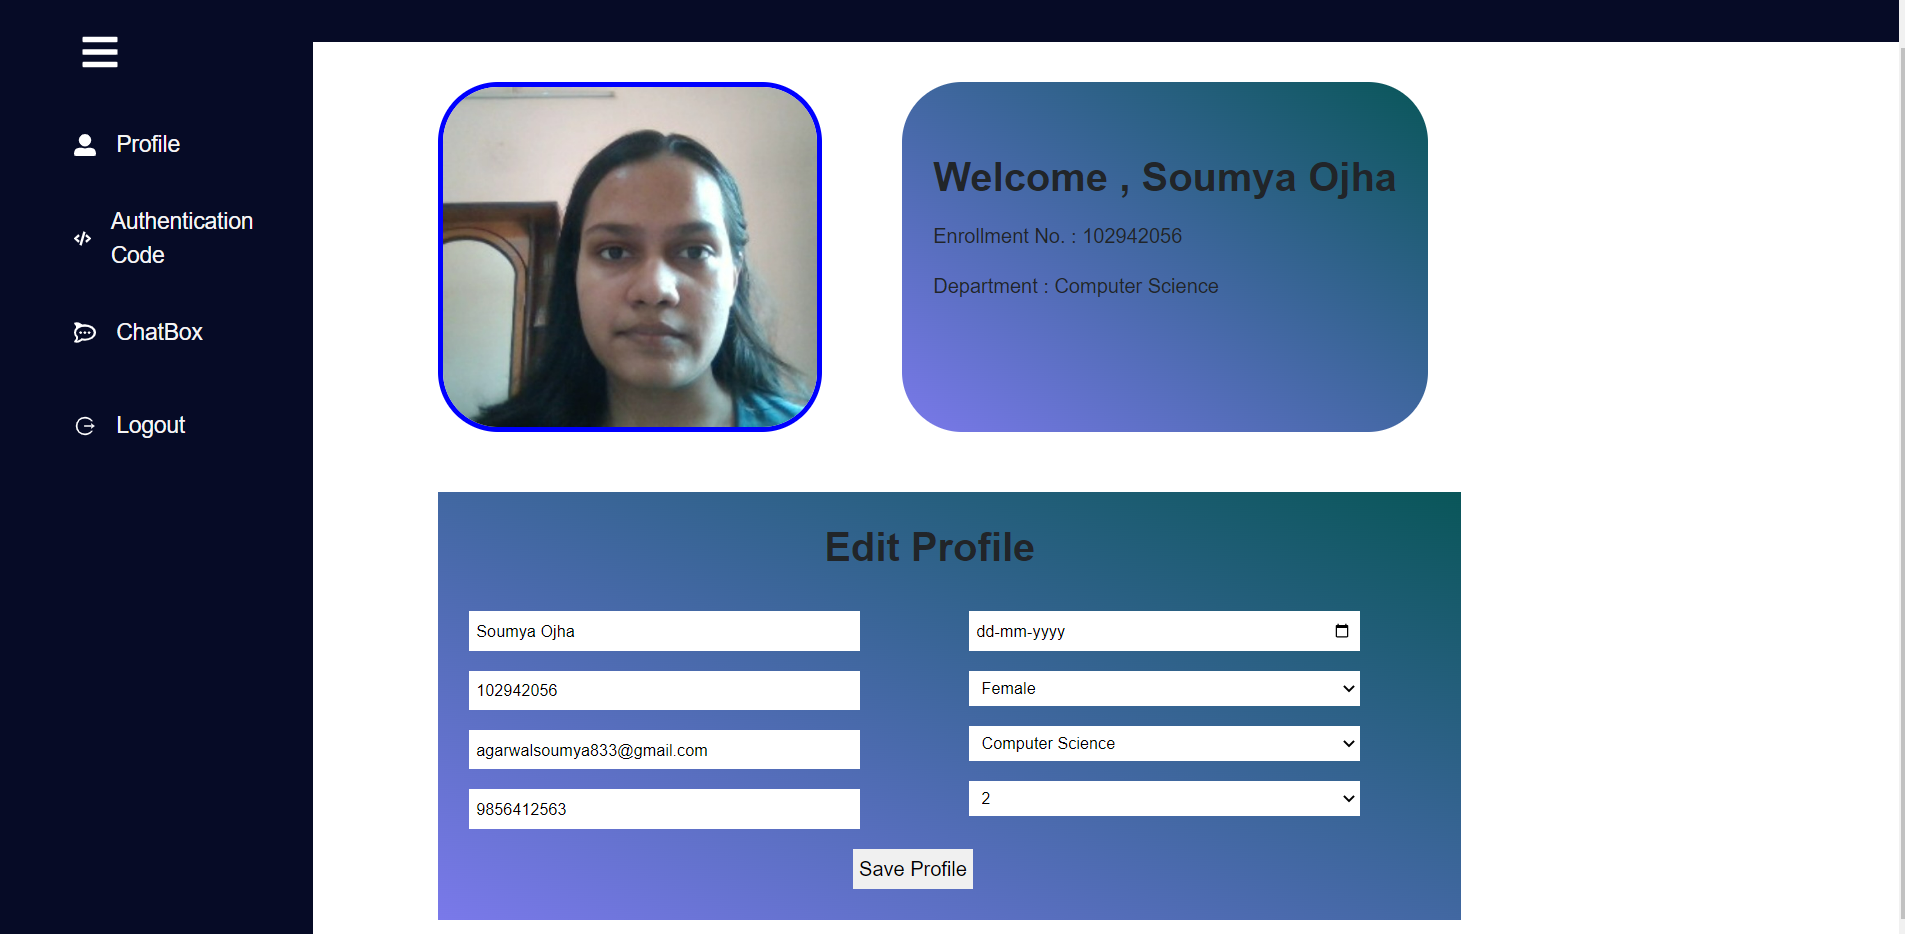 Profile
Authentication
Code
ChatBox
Logout
Welcome , Soumya Ojha
Enrollment No. : 102942056
Department : Computer Science
Edit Profile
Soumya Ojha
dd-mm-yyyy
102942056
Female
agarwalsoumya833@gmail.com
Computer Science
9856412563
2
Save Profile